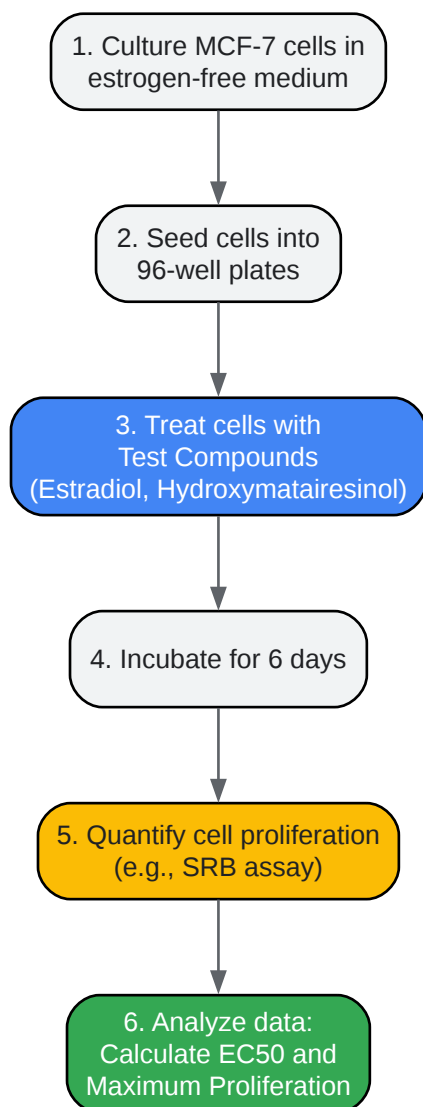 1. Culture MCF-7 cells in
estrogen-free medium
2. Seed cells into
96-well plates
3. Treat cells with
Test Compounds
(Estradiol, Hydroxymatairesinol)
4. Incubate for 6 days
5. Quantify cell proliferation
(e.g., SRB assay)
6. Analyze data:
Calculate EC50 and
Maximum Proliferation